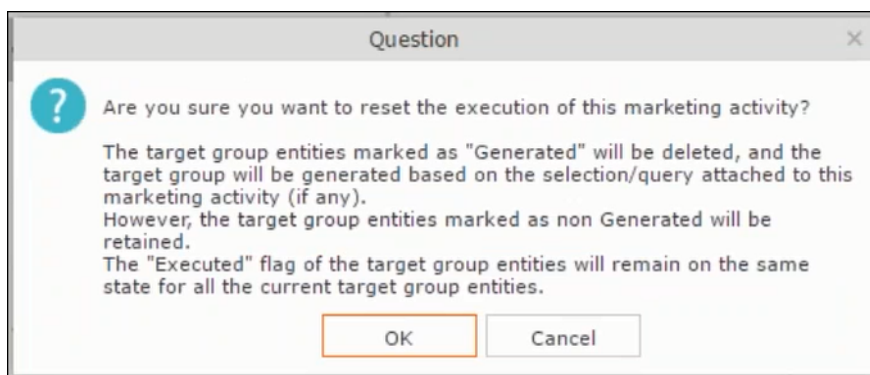 Question
Are you sure you want to reset the execution of this marketing activity?
The target group entities marked as "Generated" will be deleted, and the
target group will be generated based on the selection/query attached to this
marketing activity (if any).
However, the target group entities marked as non Generated will be
retained.
The "Executed" flag of the target group entities will remain on the same
state for all the current target group entities.
OK
Cancel